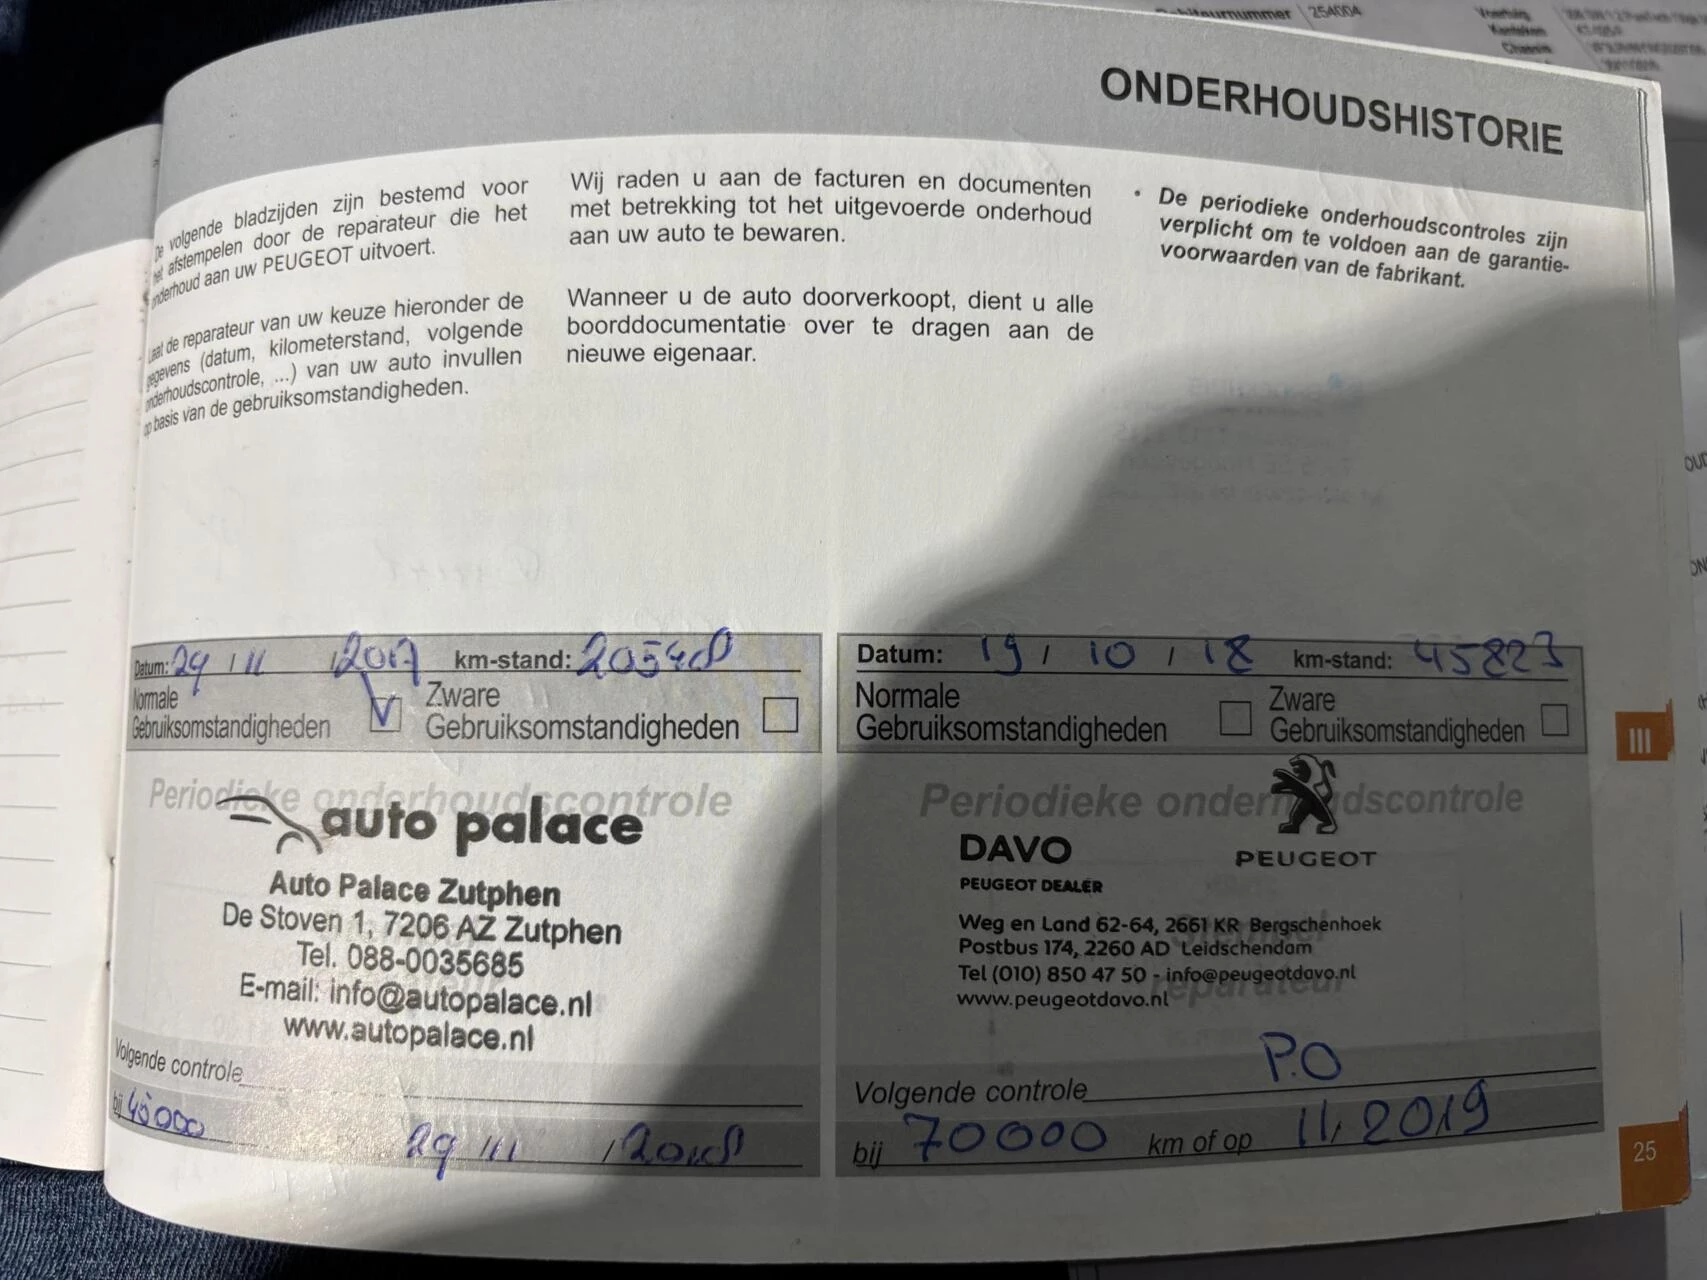 Debiteurnummer 254004
Voertuig
Kenteken
Chassis
ONDERHOUDSHISTORIE
De volgende bladzijden zijn bestemd voor
het afstempelen door de reparateur die het
onderhoud aan uw PEUGEOT uitvoert.
Laat de reparateur van uw keuze hieronder de
gegevens (datum, kilometerstand, volgende
onderhoudscontrole, ...) van uw auto invullen
op basis van de gebruiksomstandigheden.
Wij raden u aan de facturen en documenten
met betrekking tot het uitgevoerde onderhoud
aan uw auto te bewaren.
Wanneer u de auto doorverkoopt, dient u alle
boorddocumentatie over te dragen aan de
nieuwe eigenaar.
• De periodieke onderhoudscontroles zijn
verplicht om te voldoen aan de garantie-
voorwaarden van de fabrikant.
Datum: 29 / 11 / 2017 km-stand: 20548
Normale
Gebruiksomstandigheden V
Zware
Gebruiksomstandigheden
Periodieke onderhoudscontrole
auto palace
Auto Palace Zutphen
De Stoven 1, 7206 AZ Zutphen
Tel. 088-0035685
E-mail: info@autopalace.nl
www.autopalace.nl
Volgende controle
bij 40000 29 / 11 / 2018
Datum: 19 / 10 / 18 km-stand: 45823
Normale
Gebruiksomstandigheden
Zware
Gebruiksomstandigheden
Periodieke onderhoudscontrole
DAVO
PEUGEOT DEALER
PEUGEOT
Weg en Land 62-64, 2661 KR Bergschenhoek
Postbus 174, 2260 AD Leidschendam
Tel (010) 850 47 50 - info@peugeotdavo.nl
www.peugeotdavo.nl
reparateur
Volgende controle P.O
bij 70000 km of op 11, 2019
III
25